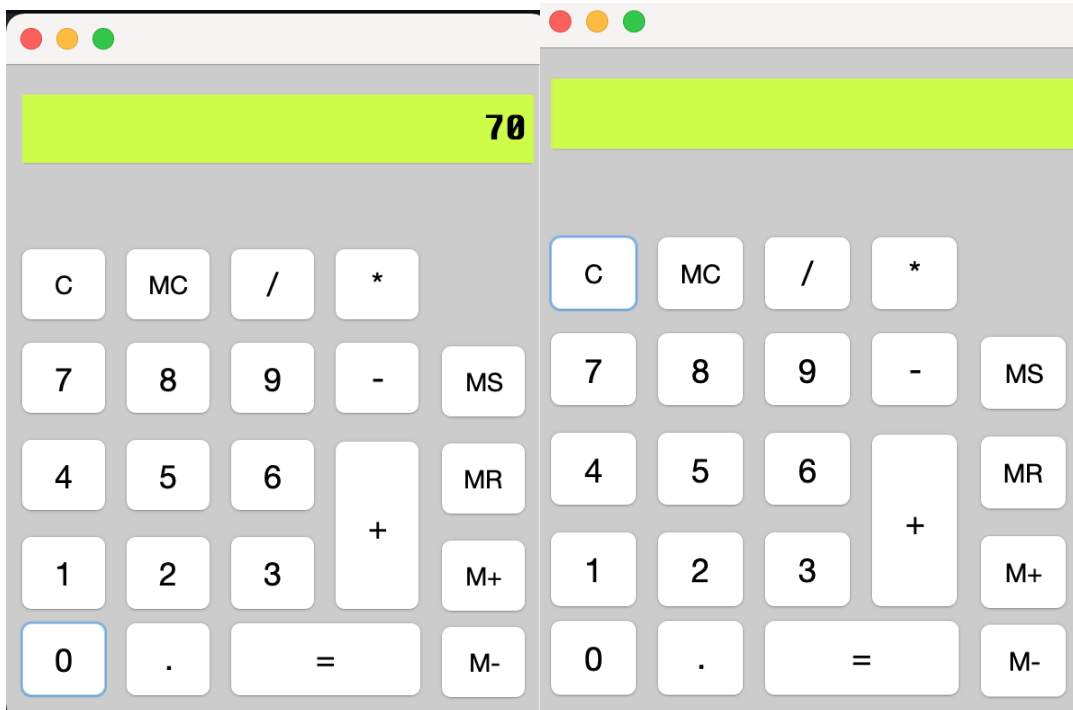 70
C MC / *
7 8 9 - MS
4 5 6 MR
+
1 2 3 M+
0 . = M-
C MC / *
7 8 9 - MS
4 5 6 MR
+
1 2 3 M+
0 . = M-